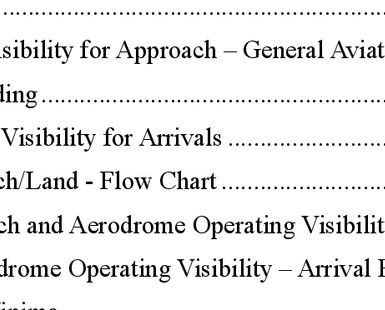 ................................................
isibility for Approach – General Aviat
ding................................................
Visibility for Arrivals ........................
ch/Land - Flow Chart .........................
ch and Aerodrome Operating Visibilit
drome Operating Visibility – Arrival